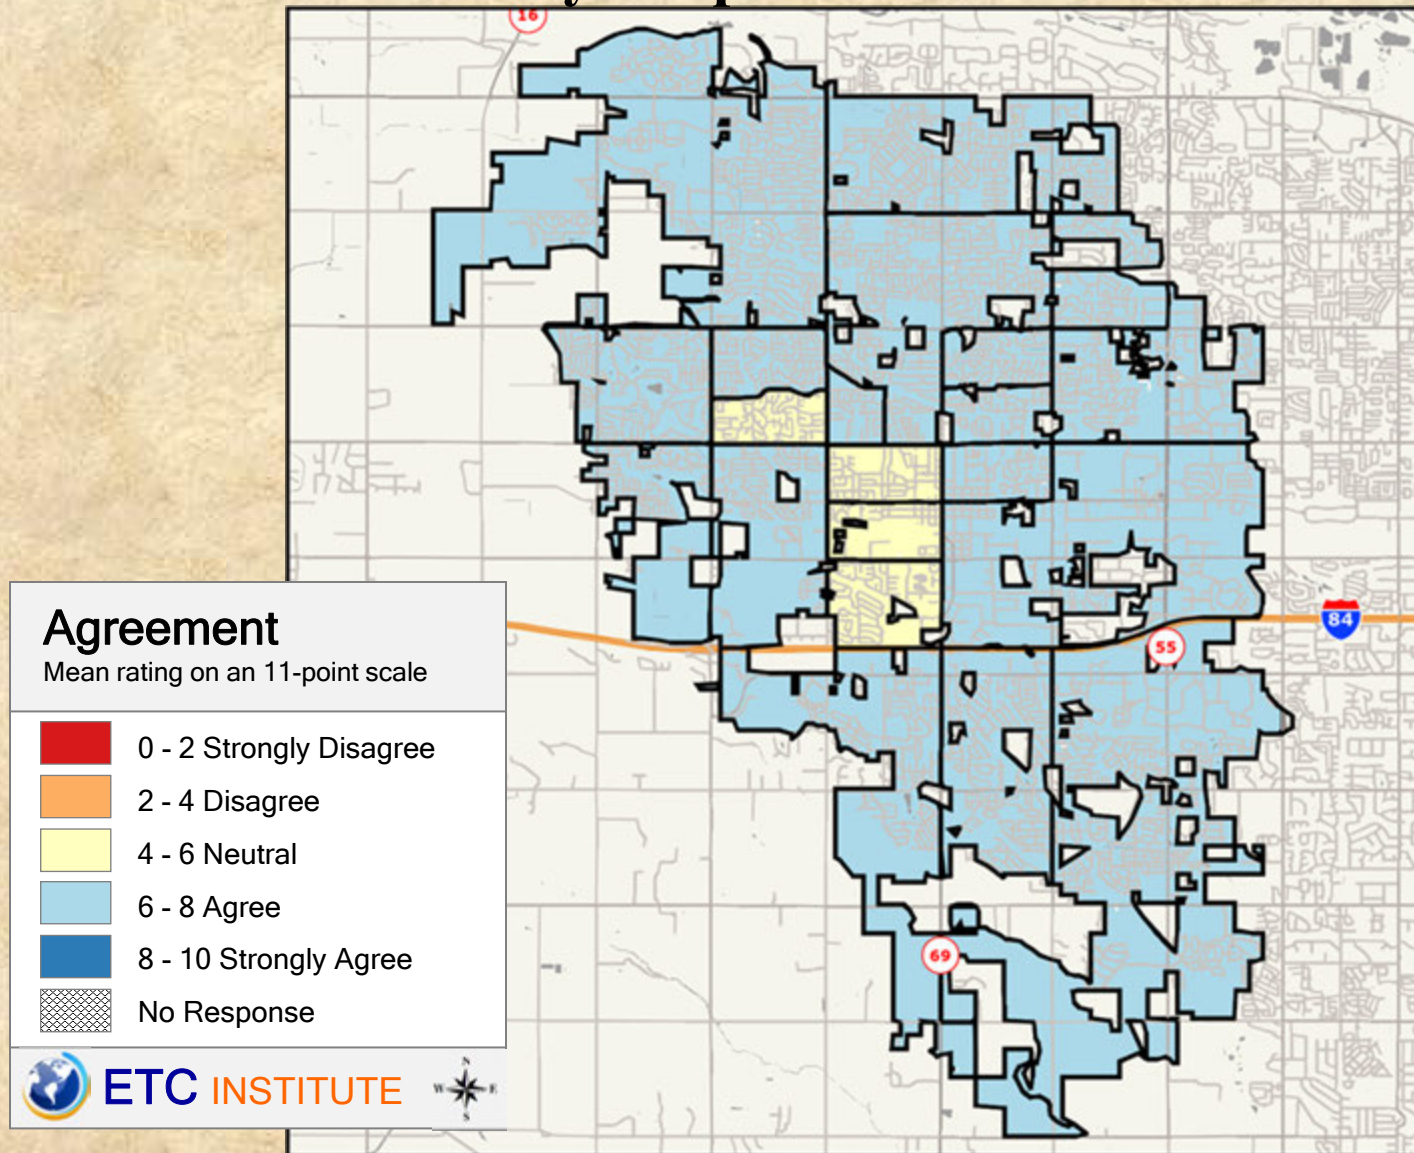 16
84
55
69
Agreement
Mean rating on an 11-point scale
0 - 2 Strongly Disagree
2 - 4 Disagree
4 - 6 Neutral
6 - 8 Agree
8 - 10 Strongly Agree
No Response
ETC INSTITUTE
N
W E
S